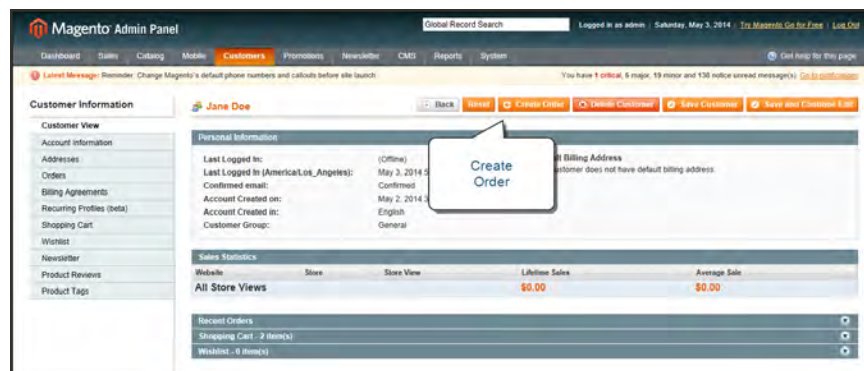 Magento Admin Panel
Global Record Search
Logged in as admin | Saturday, May 3, 2014 | Try Magento Go for Free | Log Out
Dashboard Sales Catalog Mobile Customers Promotions Newsletter CMS Reports System
Get help for this page
Latest Message: Reminder: Change Magento's default phone numbers and callouts before site launch
You have 1 critical, 6 major, 19 minor and 136 notice unread message(s). Go to notifications
Customer Information
Jane Doe
Back Reset Create Order Delete Customer Save Customer Save and Continue Edit
Customer View
Account Information
Addresses
Orders
Billing Agreements
Recurring Profiles (beta)
Shopping Cart
Wishlist
Newsletter
Product Reviews
Product Tags
Personal Information
Last Logged In: (Offline)
Last Logged In (America/Los_Angeles): May 3, 2014 5
Confirmed email: Confirmed
Account Created on: May 2, 2014 3
Account Created in: English
Customer Group: General
Create
Order
Billing Address
does not have default billing address.
Sales Statistics
Website Store Store View Lifetime Sales Average Sale
All Store Views $0.00 $0.00
Recent Orders
Shopping Cart - 2 item(s)
Wishlist - 0 item(s)